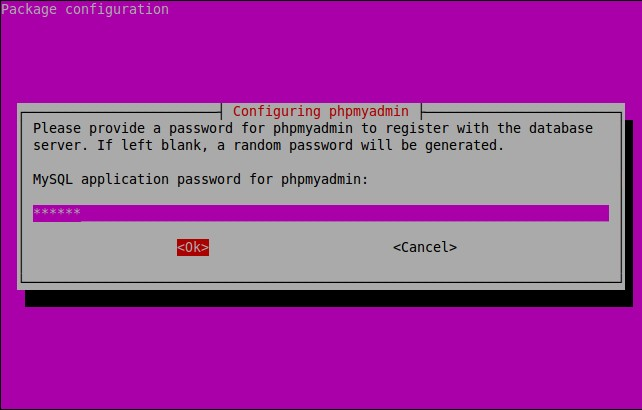 Package configuration
Configuring phpmyadmin
Please provide a password for phpmyadmin to register with the database
server. If left blank, a random password will be generated.
MySQL application password for phpmyadmin:
******
<Ok> <Cancel>